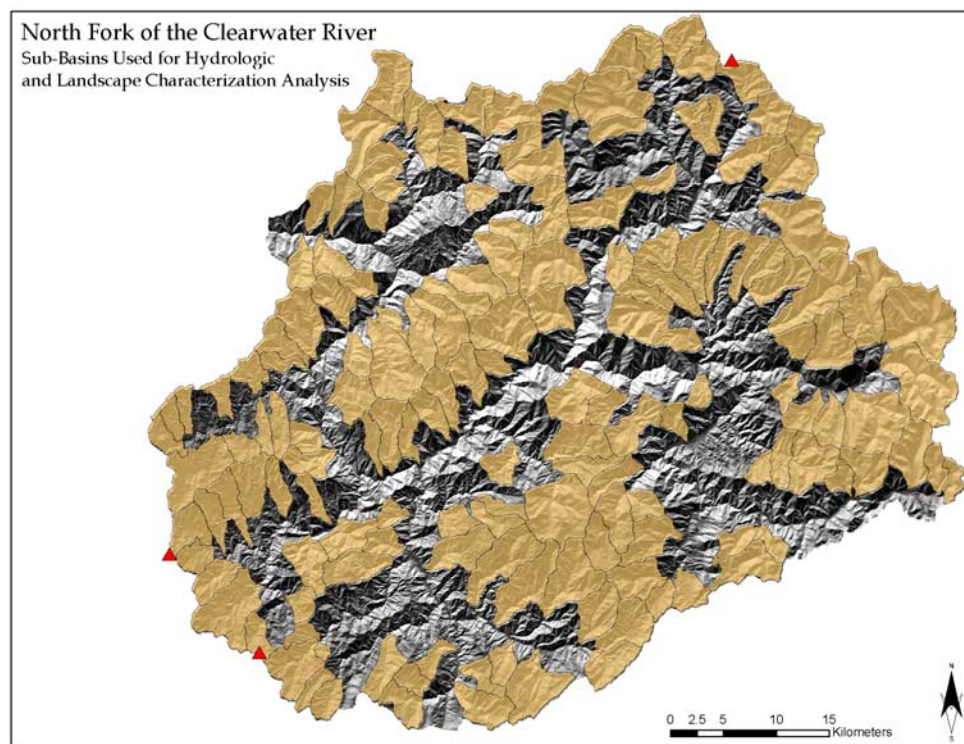 North Fork of the Clearwater River
Sub-Basins Used for Hydrologic
and Landscape Characterization Analysis
N
S
0 2.5 5 10 15
Kilometers